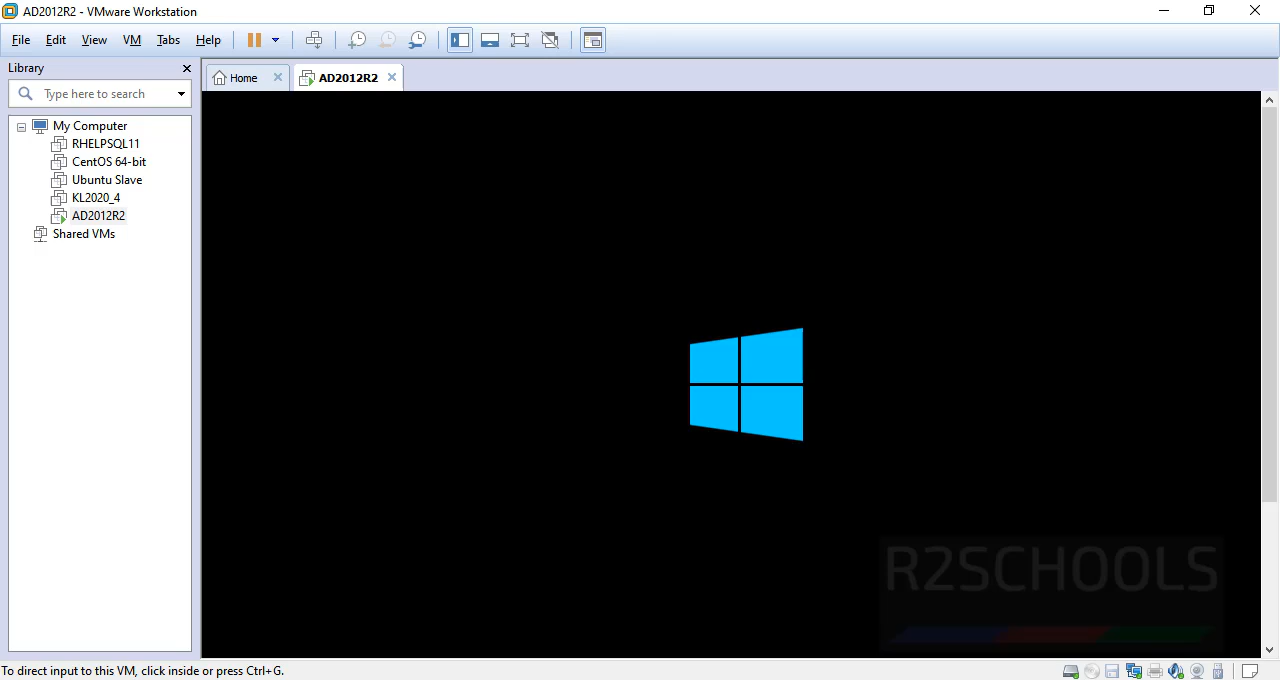 AD2012R2 - VMware Workstation
File Edit View VM Tabs Help
Library
Home
AD2012R2
Type here to search
My Computer
RHELPSQL11
CentOS 64-bit
Ubuntu Slave
KL2020_4
AD2012R2
Shared VMs
R2SCHOOLS
To direct input to this VM, click inside or press Ctrl+G.